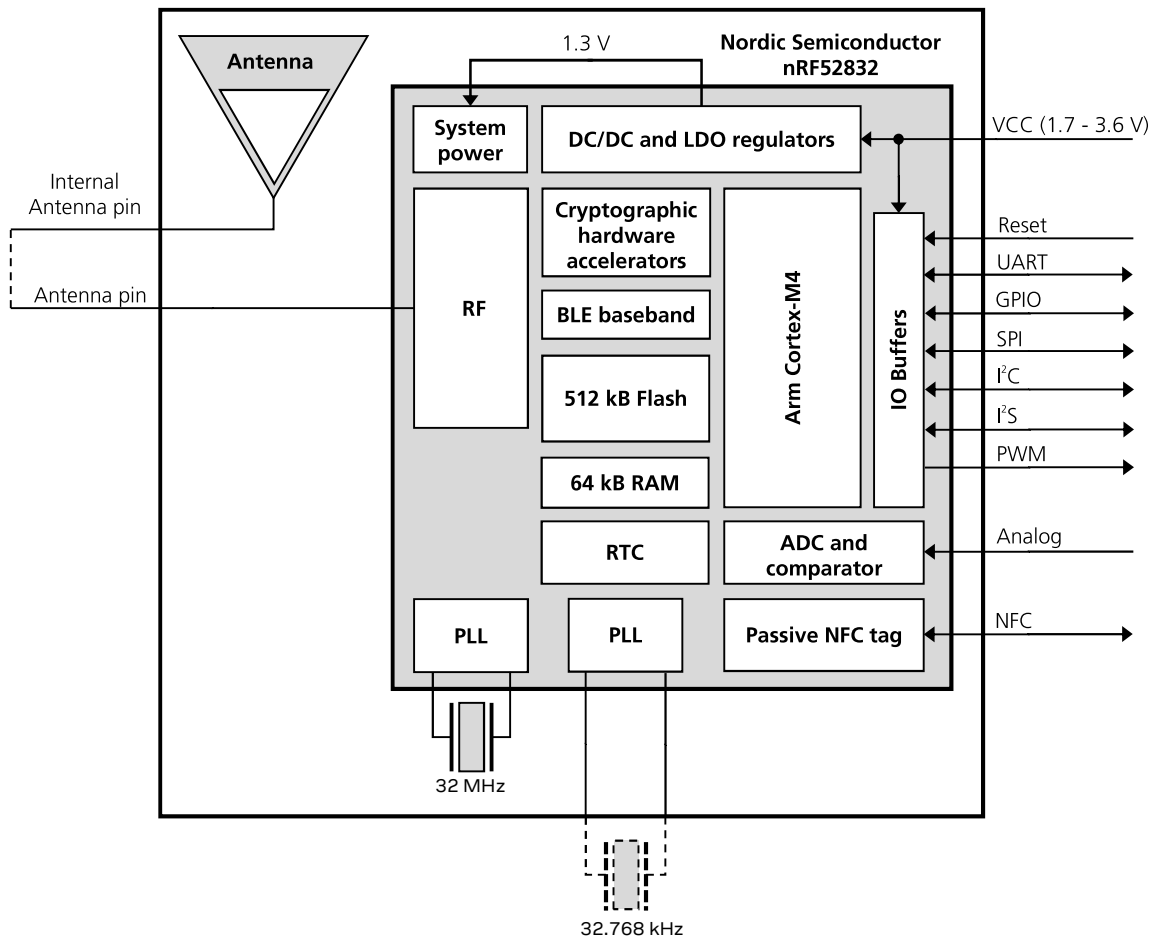 1.3 V
Nordic Semiconductor
nRF52832
Antenna
System
power
DC/DC and LDO regulators
VCC (1.7 - 3.6 V)
Internal
Antenna pin
Antenna pin
RF
Cryptographic
hardware
accelerators
BLE baseband
512 kB Flash
64 kB RAM
RTC
Arm Cortex-M4
IO Buffers
Reset
UART
GPIO
SPI
I²C
I²S
PWM
ADC and
comparator
Analog
PLL
PLL
Passive NFC tag
NFC
32 MHz
32.768 kHz